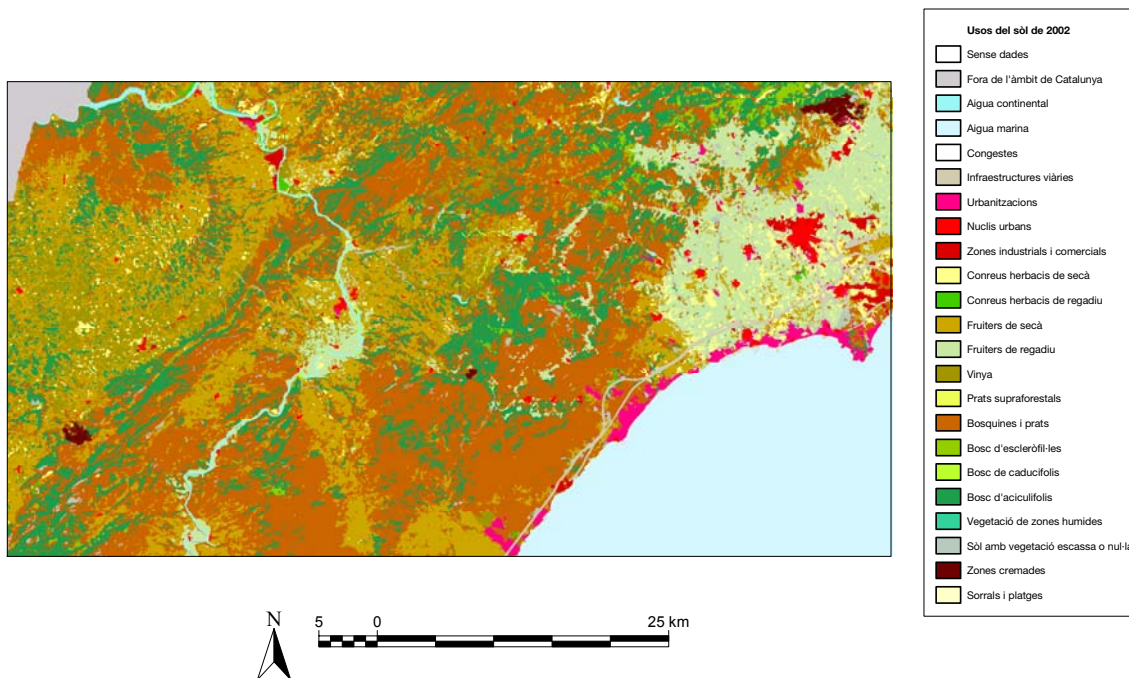 Usos del sòl de 2002
Sense dades
Fora de l'àmbit de Catalunya
Aigua continental
Aigua marina
Congestes
Infraestructures viàries
Urbanitzacions
Nuclis urbans
Zones industrials i comercials
Conreus herbacis de secà
Conreus herbacis de regadiu
Fruiters de secà
Fruiters de regadiu
Vinya
Prats supraforestals
Bosquines i prats
Bosc d'escleròfil·les
Bosc de caducifolis
Bosc d'aciculifolis
Vegetació de zones humides
Sòl amb vegetació escassa o nul·la
Zones cremades
Sorrals i platges
N
5 0 25 km